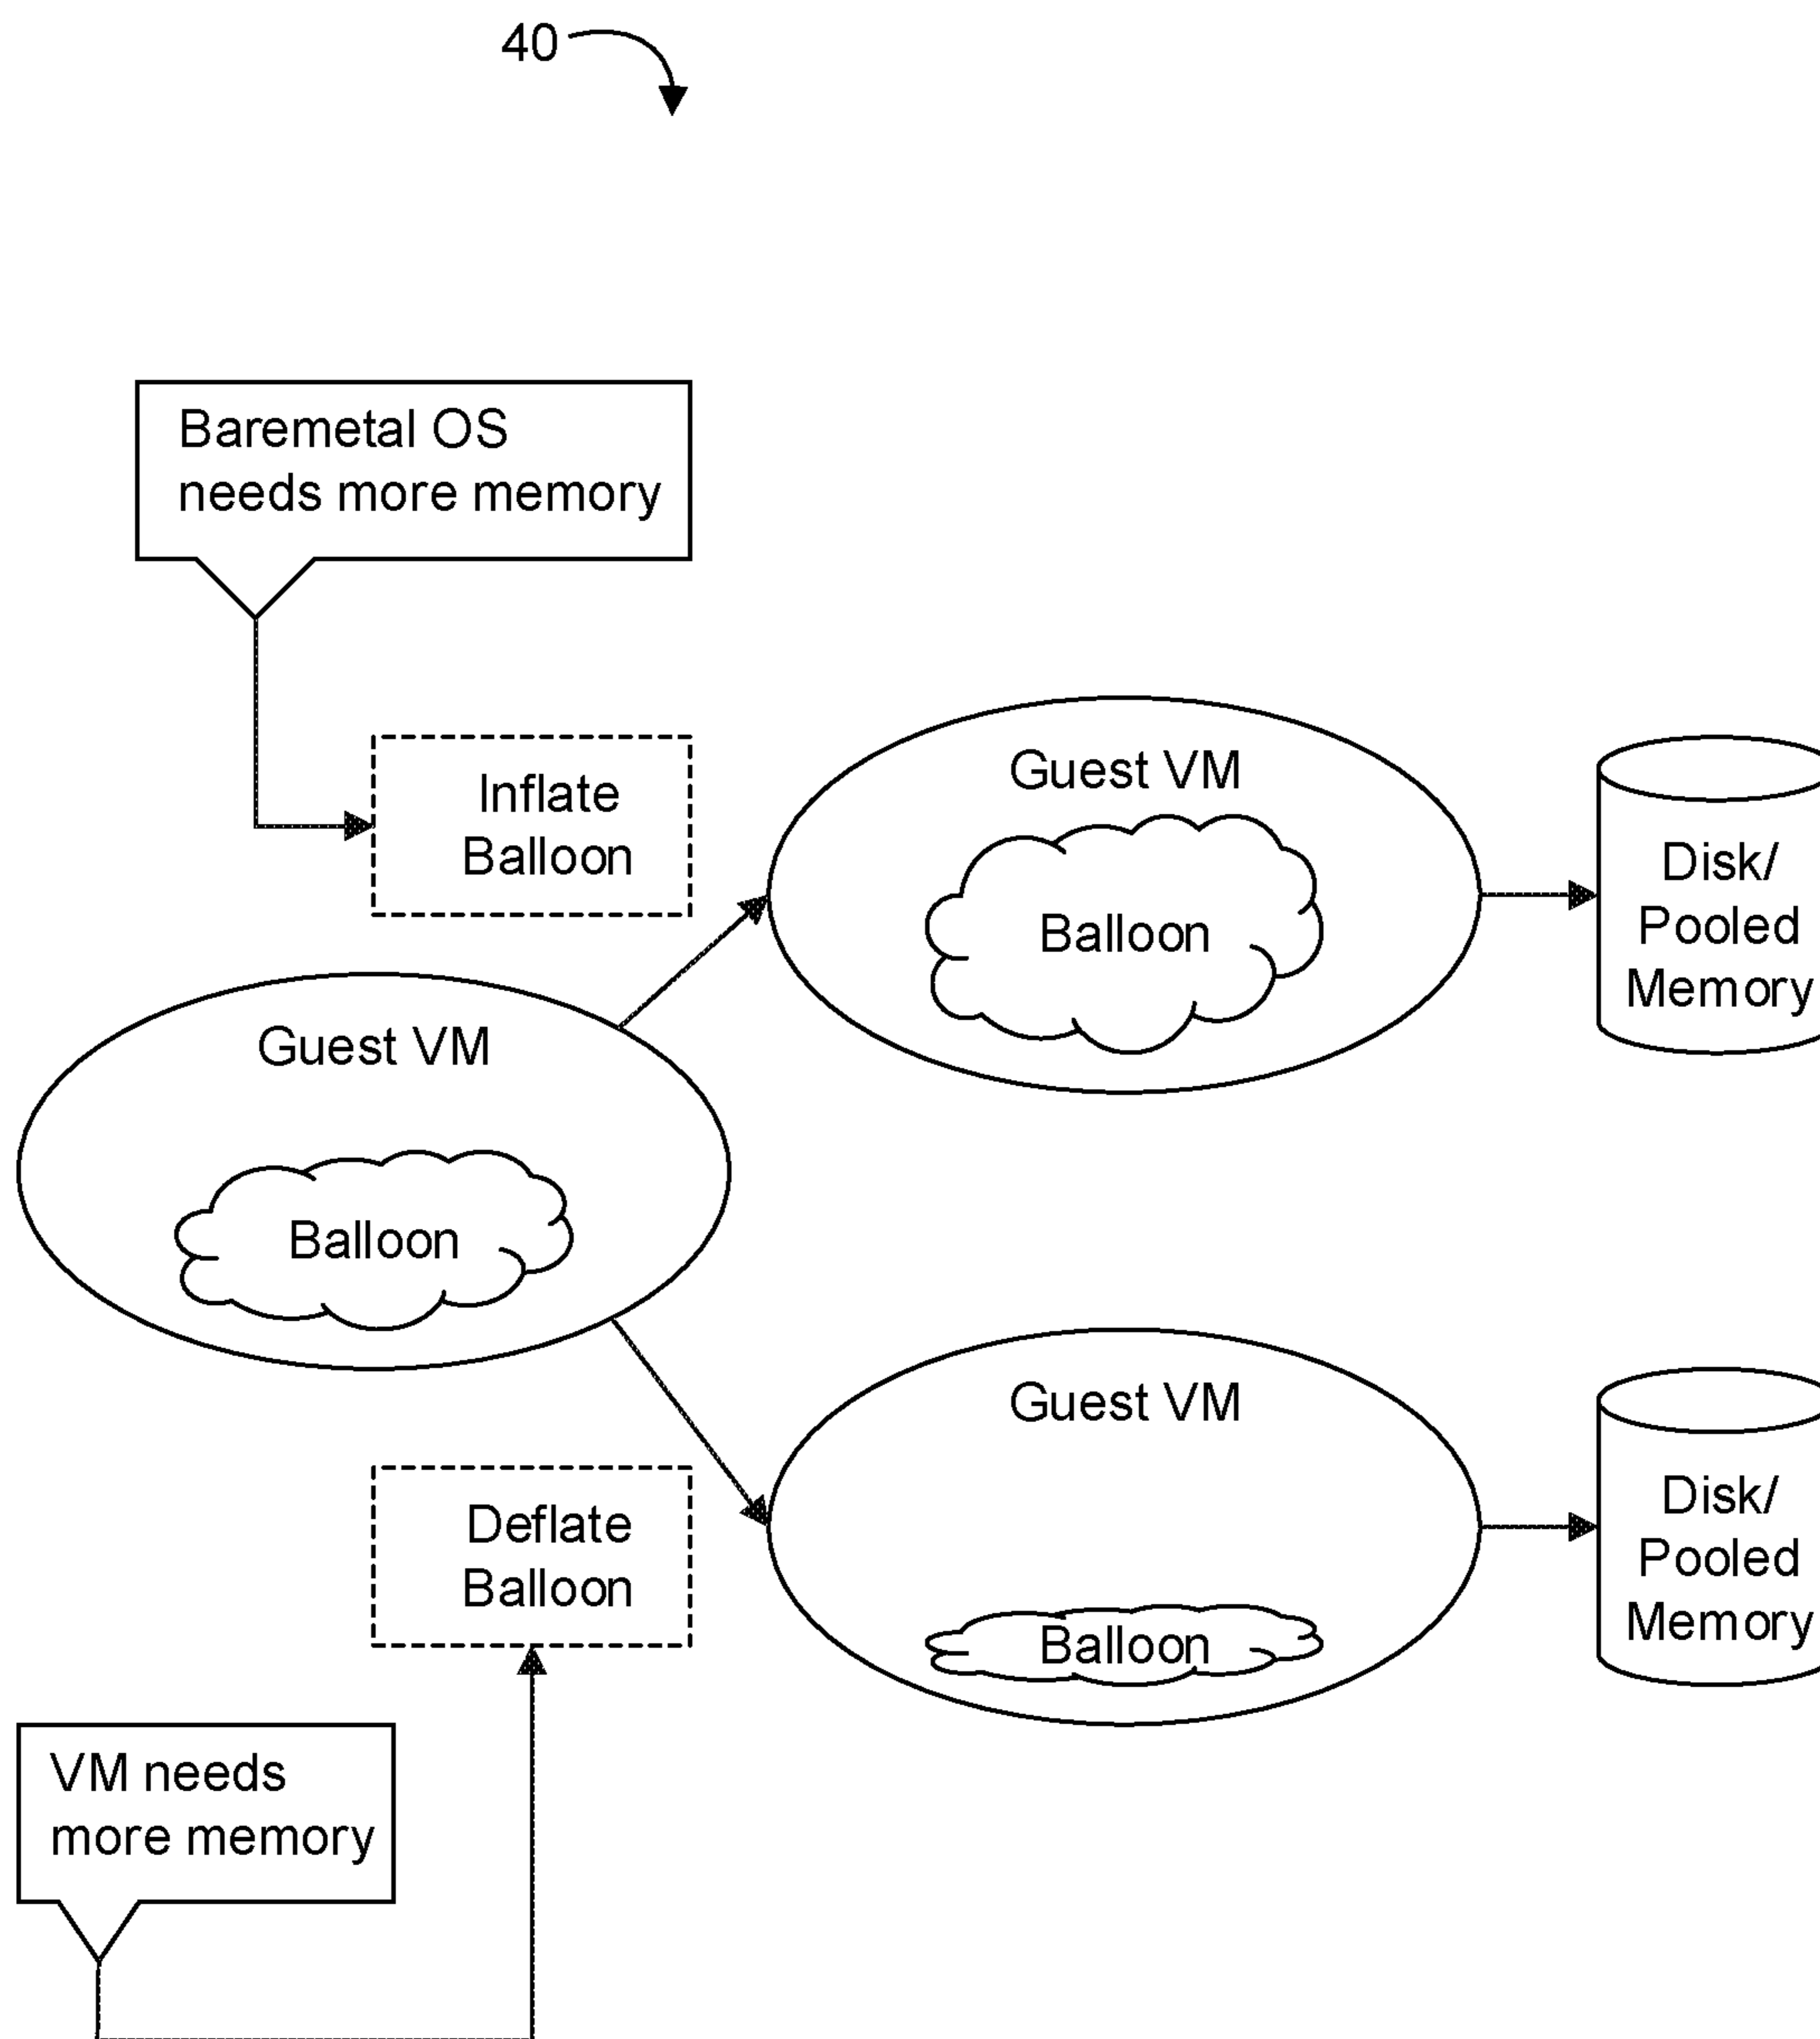 40
Baremetal OS
needs more memory
Inflate
Balloon
Guest VM
Balloon
Disk/
Pooled
Memory
Guest VM
Balloon
Guest VM
Balloon
Disk/
Pooled
Memory
Deflate
Balloon
VM needs
more memory